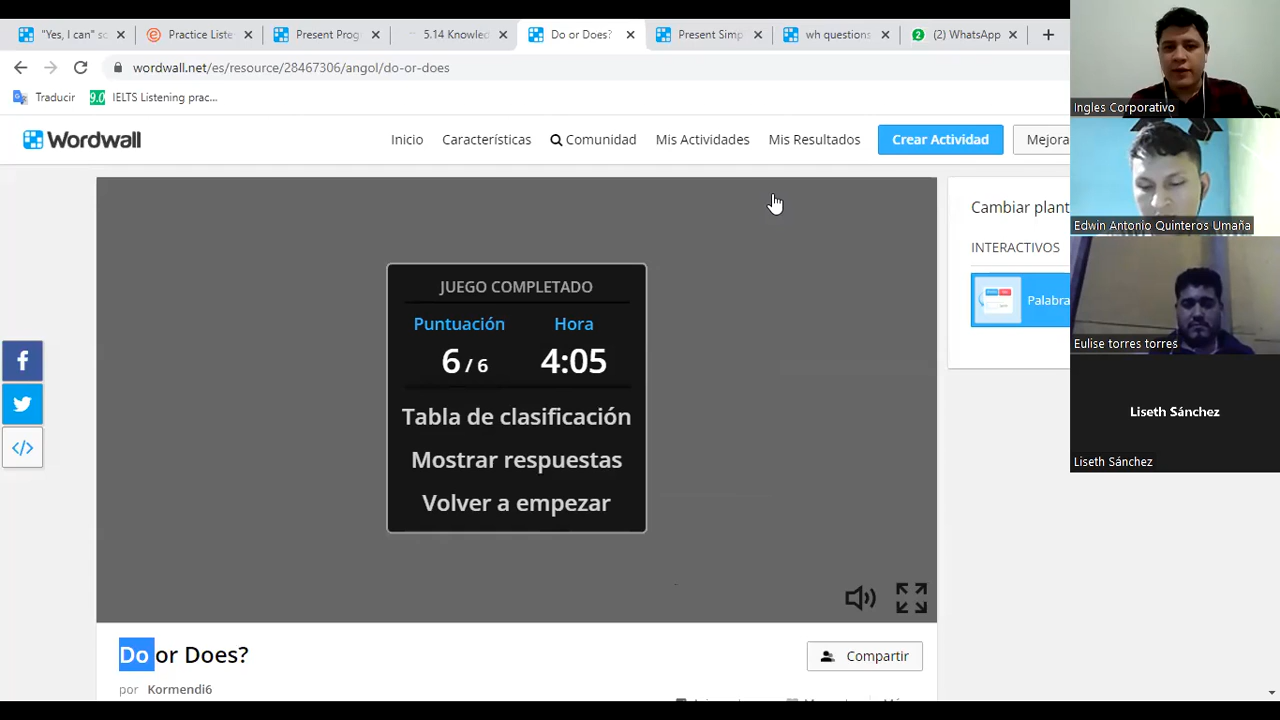 "Yes, I can" sc
Practice Liste
Present Prog
5.14 Knowled
Do or Does?
Present Simp
wh questions
(2) WhatsApp
wordwall.net/es/resource/28467306/angol/do-or-does
Traducir
9.0 IELTS Listening prac...
Wordwall
Inicio
Características
Comunidad
Mis Actividades
Mis Resultados
Crear Actividad
Mejora
Cambiar plant
INTERACTIVOS
Palabra
JUEGO COMPLETADO
Puntuación Hora
6 / 6 4:05
Tabla de clasificación
Mostrar respuestas
Volver a empezar
Do or Does?
Compartir
por Kormendi6
Ingles Corporativo
Edwin Antonio Quinteros Umaña
Eulise torres torres
Liseth Sánchez
Liseth Sánchez